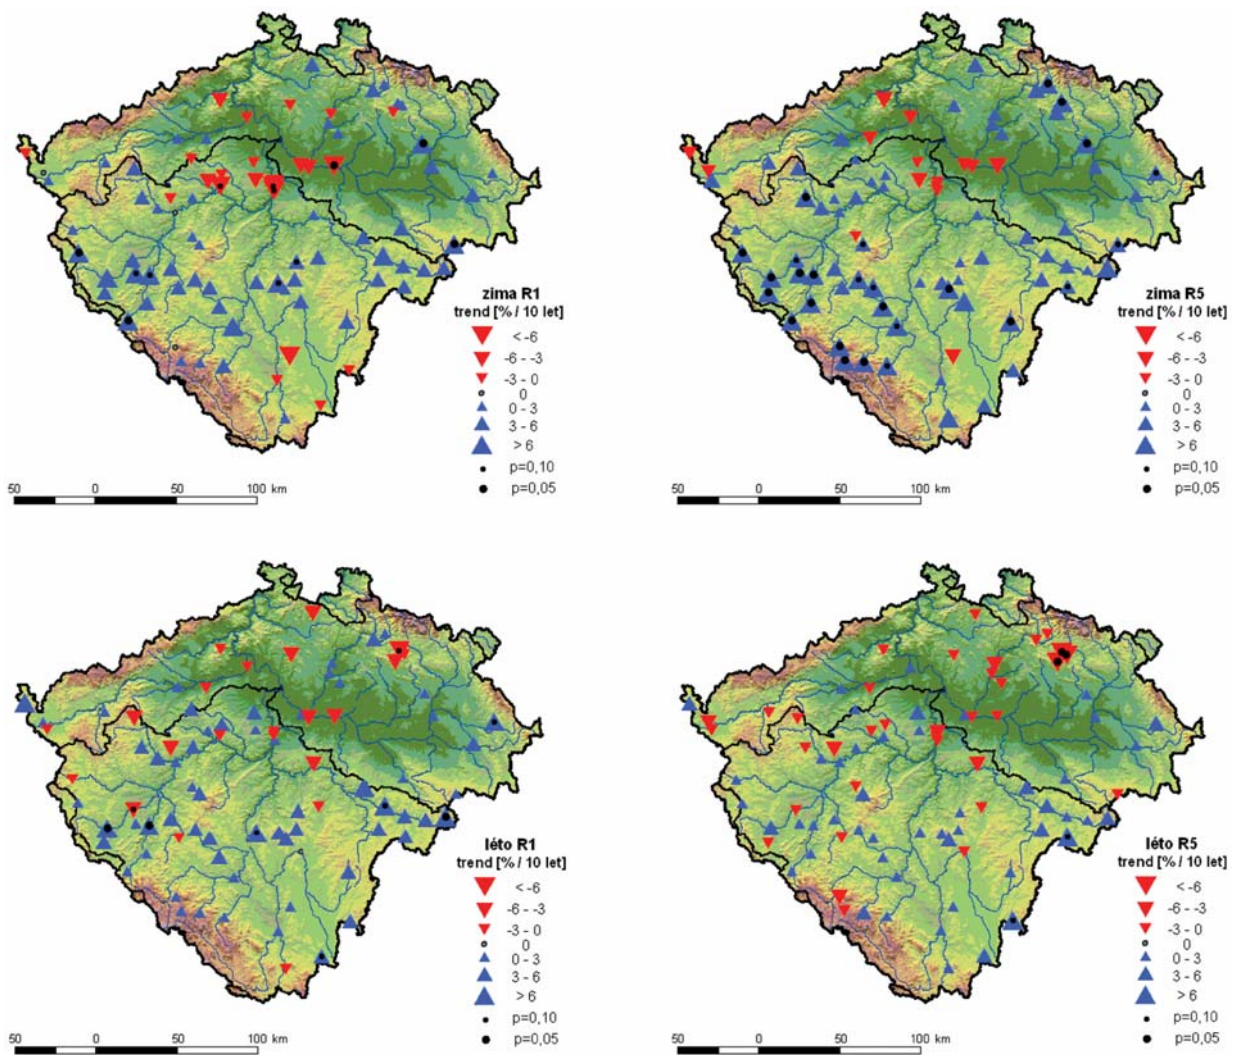 zima R1
trend [% / 10 let]
< -6
-6 - -3
-3 - 0
0
0 - 3
3 - 6
> 6
p=0,10
p=0,05
50 0 50 100 km
zima R5
trend [% / 10 let]
< -6
-6 - -3
-3 - 0
0
0 - 3
3 - 6
> 6
p=0,10
p=0,05
50 0 50 100 km
léto R1
trend [% / 10 let]
< -6
-6 - -3
-3 - 0
0
0 - 3
3 - 6
> 6
p=0,10
p=0,05
50 0 50 100 km
léto R5
trend [% / 10 let]
< -6
-6 - -3
-3 - 0
0
0 - 3
3 - 6
> 6
p=0,10
p=0,05
50 0 50 100 km